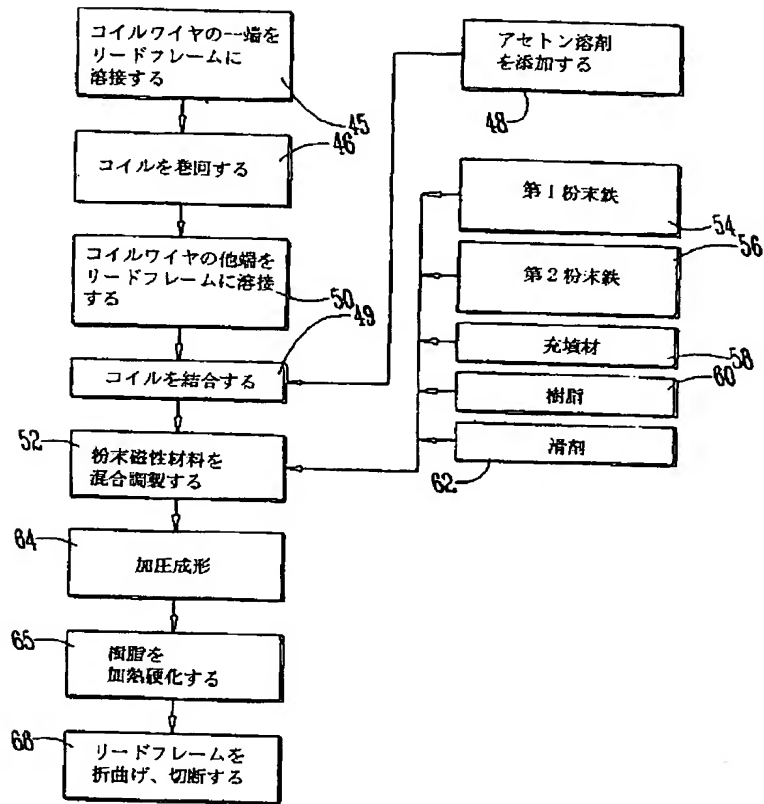 コイルワイヤの一端を
リードフレームに
溶接する
45
コイルを巻回する
46
コイルワイヤの他端を
リードフレームに溶接
する
50
49
コイルを結合する
52
粉末磁性材料を
混合調製する
64
加圧成形
65
樹脂を
加熱硬化する
68
リードフレームを
折曲げ、切断する
アセトン溶剤
を添加する
48
第1粉末鉄
54
56
第2粉末鉄
充填材
58
60
樹脂
滑剤
62